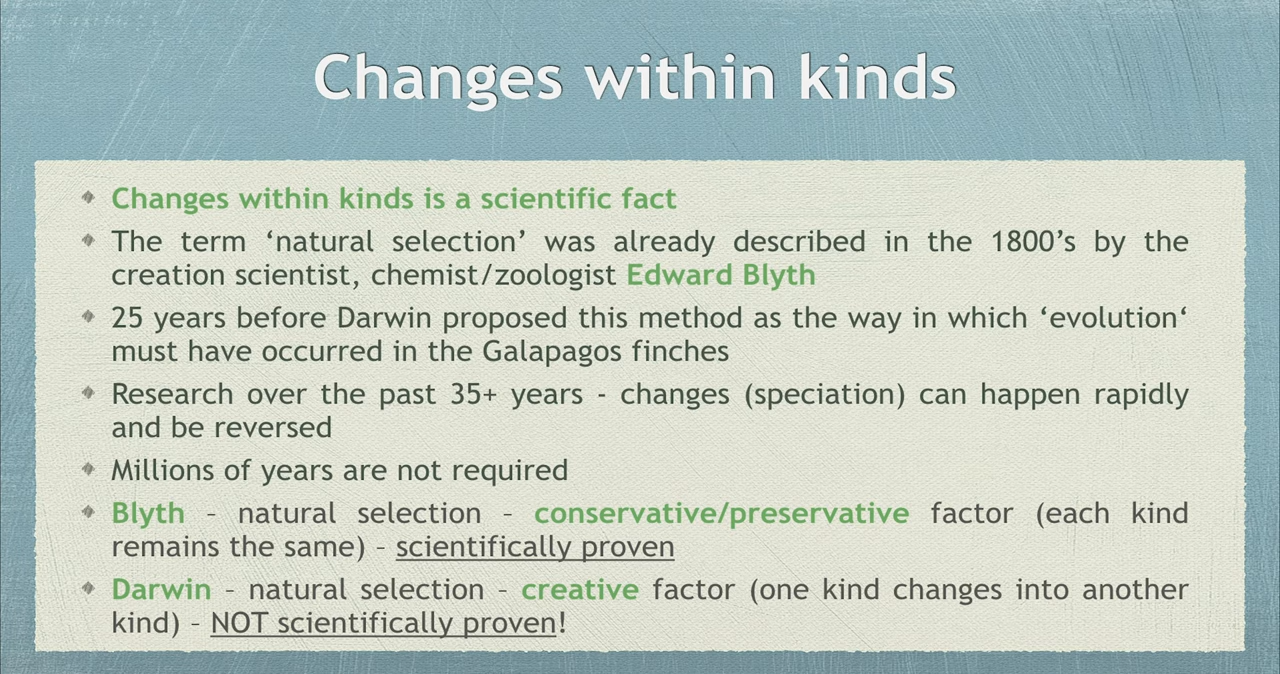 Changes within kinds
Changes within kinds is a scientific fact
The term ‘natural selection’ was already described in the 1800’s by the
creation scientist, chemist/zoologist Edward Blyth
25 years before Darwin proposed this method as the way in which ‘evolution‘
must have occurred in the Galapagos finches
Research over the past 35+ years - changes (speciation) can happen rapidly
and be reversed
Millions of years are not required
Blyth – natural selection – conservative/preservative factor (each kind
remains the same) – scientifically proven
Darwin – natural selection – creative factor (one kind changes into another
kind) – NOT scientifically proven!